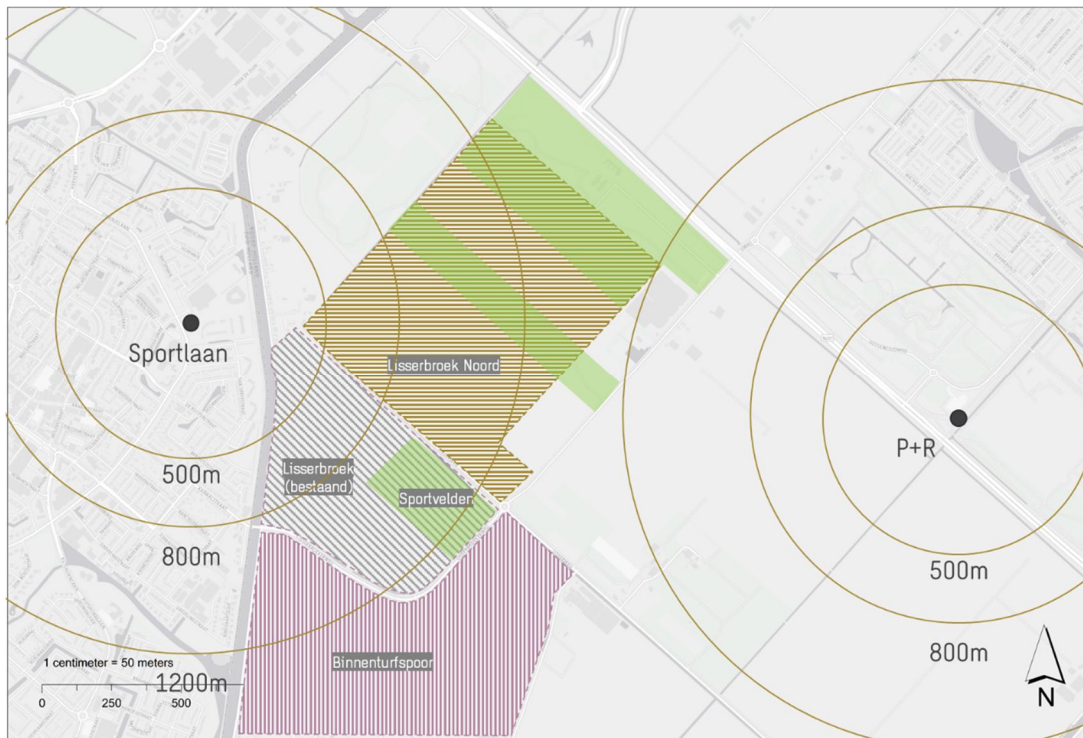 Sportlaan
500m
800m
1200m
Lisserbroek Noord
Lisserbroek
(bestaand)
Sportvelden
Binnenturfspoor
P+R
500m
800m
1 centimeter = 50 meters
0 250 500
N